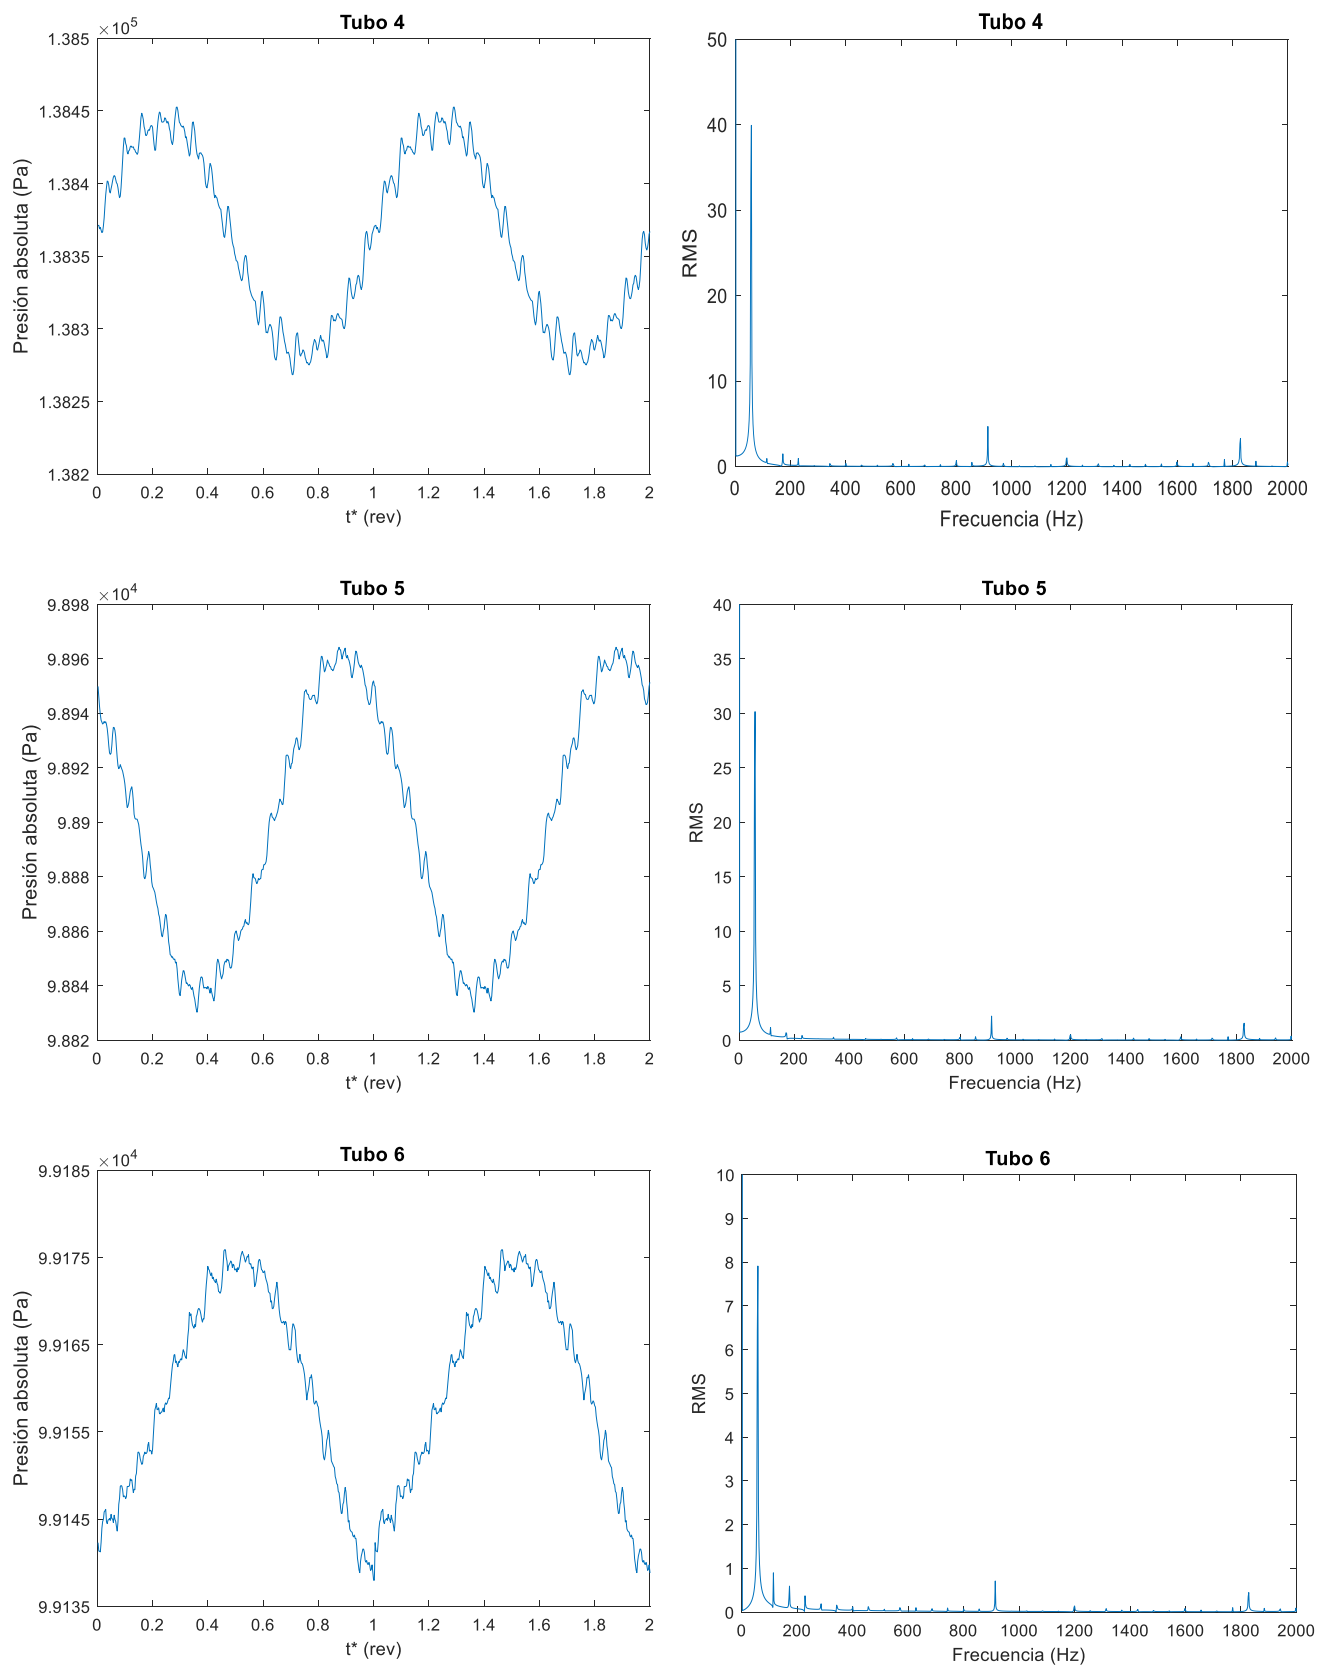 Tubo 4
×10^5
1.385
1.3845
1.384
1.3835
1.383
1.3825
1.382
Presión absoluta (Pa)
0 0.2 0.4 0.6 0.8 1 1.2 1.4 1.6 1.8 2
t* (rev)
Tubo 4
50
40
30
20
10
0
RMS
0 200 400 600 800 1000 1200 1400 1600 1800 2000
Frecuencia (Hz)
Tubo 5
×10^4
9.898
9.896
9.894
9.892
9.89
9.888
9.886
9.884
9.882
Presión absoluta (Pa)
0 0.2 0.4 0.6 0.8 1 1.2 1.4 1.6 1.8 2
t* (rev)
Tubo 5
40
35
30
25
20
15
10
5
0
RMS
0 200 400 600 800 1000 1200 1400 1600 1800 2000
Frecuencia (Hz)
Tubo 6
×10^4
9.9185
9.9175
9.9165
9.9155
9.9145
9.9135
Presión absoluta (Pa)
0 0.2 0.4 0.6 0.8 1 1.2 1.4 1.6 1.8 2
t* (rev)
Tubo 6
10
9
8
7
6
5
4
3
2
1
0
RMS
0 200 400 600 800 1000 1200 1400 1600 1800 2000
Frecuencia (Hz)